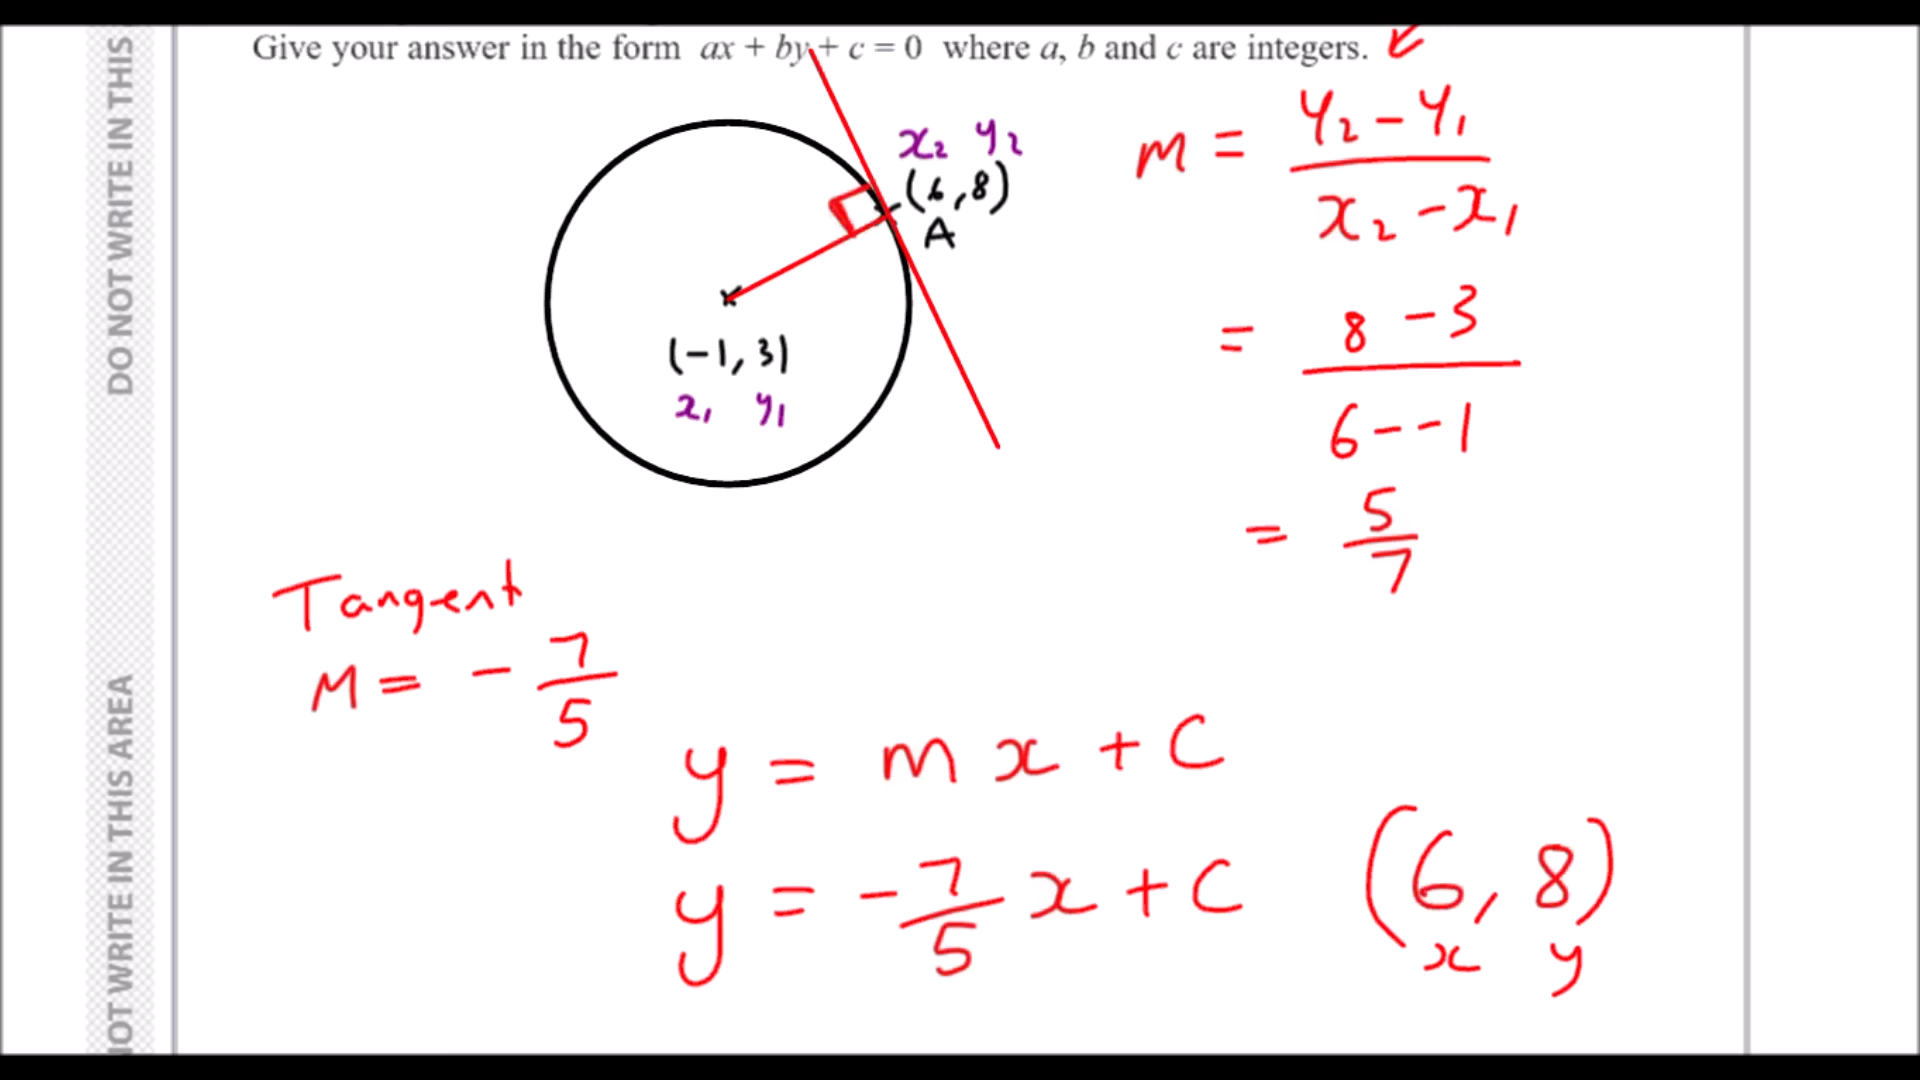 Give your answer in the form ax + by + c = 0 where a, b and c are integers.
x₂ y₂
(6,8)
A
(-1,3)
x₁ y₁
m = y₂-y₁ / x₂-x₁
= 8-3 / 6--1
= 5/7
Tangent
M = -7/5
y = mx + c
y = -7/5 x + c (6,8)
x y
DO NOT WRITE IN THIS
NOT WRITE IN THIS AREA